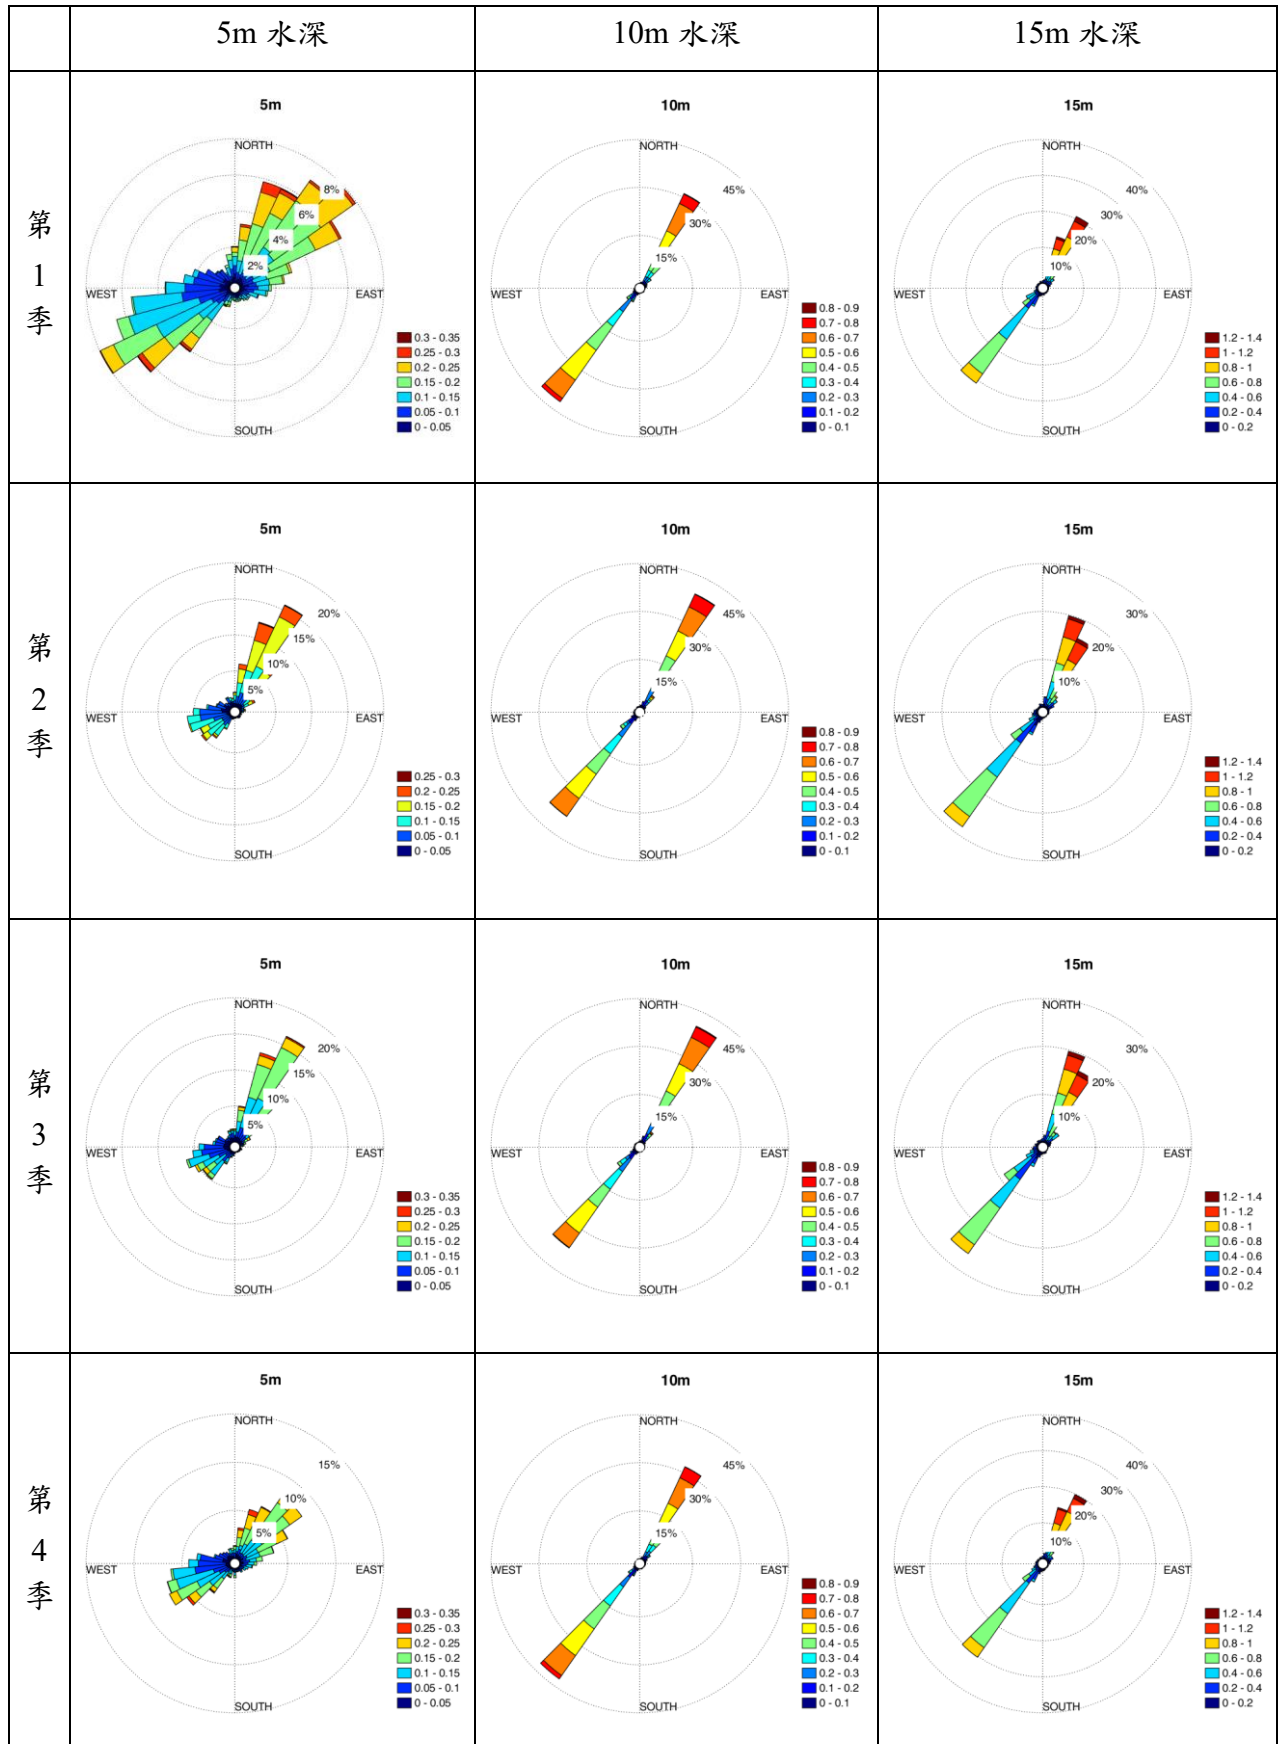 5m 水深
10m 水深
15m 水深
第
1
季
5m
NORTH
8%
6%
4%
2%
WEST
EAST
SOUTH
0.3 - 0.35
0.25 - 0.3
0.2 - 0.25
0.15 - 0.2
0.1 - 0.15
0.05 - 0.1
0 - 0.05
10m
NORTH
45%
30%
15%
WEST
EAST
SOUTH
0.8 - 0.9
0.7 - 0.8
0.6 - 0.7
0.5 - 0.6
0.4 - 0.5
0.3 - 0.4
0.2 - 0.3
0.1 - 0.2
0 - 0.1
15m
NORTH
40%
30%
20%
10%
WEST
EAST
SOUTH
1.2 - 1.4
1 - 1.2
0.8 - 1
0.6 - 0.8
0.4 - 0.6
0.2 - 0.4
0 - 0.2
第
2
季
5m
NORTH
20%
15%
10%
5%
WEST
EAST
SOUTH
0.25 - 0.3
0.2 - 0.25
0.15 - 0.2
0.1 - 0.15
0.05 - 0.1
0 - 0.05
10m
NORTH
45%
30%
15%
WEST
EAST
SOUTH
0.8 - 0.9
0.7 - 0.8
0.6 - 0.7
0.5 - 0.6
0.4 - 0.5
0.3 - 0.4
0.2 - 0.3
0.1 - 0.2
0 - 0.1
15m
NORTH
30%
20%
10%
WEST
EAST
SOUTH
1.2 - 1.4
1 - 1.2
0.8 - 1
0.6 - 0.8
0.4 - 0.6
0.2 - 0.4
0 - 0.2
第
3
季
5m
NORTH
20%
15%
10%
5%
WEST
EAST
SOUTH
0.3 - 0.35
0.25 - 0.3
0.2 - 0.25
0.15 - 0.2
0.1 - 0.15
0.05 - 0.1
0 - 0.05
10m
NORTH
45%
30%
15%
WEST
EAST
SOUTH
0.8 - 0.9
0.7 - 0.8
0.6 - 0.7
0.5 - 0.6
0.4 - 0.5
0.3 - 0.4
0.2 - 0.3
0.1 - 0.2
0 - 0.1
15m
NORTH
30%
20%
10%
WEST
EAST
SOUTH
1.2 - 1.4
1 - 1.2
0.8 - 1
0.6 - 0.8
0.4 - 0.6
0.2 - 0.4
0 - 0.2
第
4
季
5m
NORTH
15%
10%
5%
WEST
EAST
SOUTH
0.3 - 0.35
0.25 - 0.3
0.2 - 0.25
0.15 - 0.2
0.1 - 0.15
0.05 - 0.1
0 - 0.05
10m
NORTH
45%
30%
15%
WEST
EAST
SOUTH
0.8 - 0.9
0.7 - 0.8
0.6 - 0.7
0.5 - 0.6
0.4 - 0.5
0.3 - 0.4
0.2 - 0.3
0.1 - 0.2
0 - 0.1
15m
NORTH
40%
30%
20%
10%
WEST
EAST
SOUTH
1.2 - 1.4
1 - 1.2
0.8 - 1
0.6 - 0.8
0.4 - 0.6
0.2 - 0.4
0 - 0.2